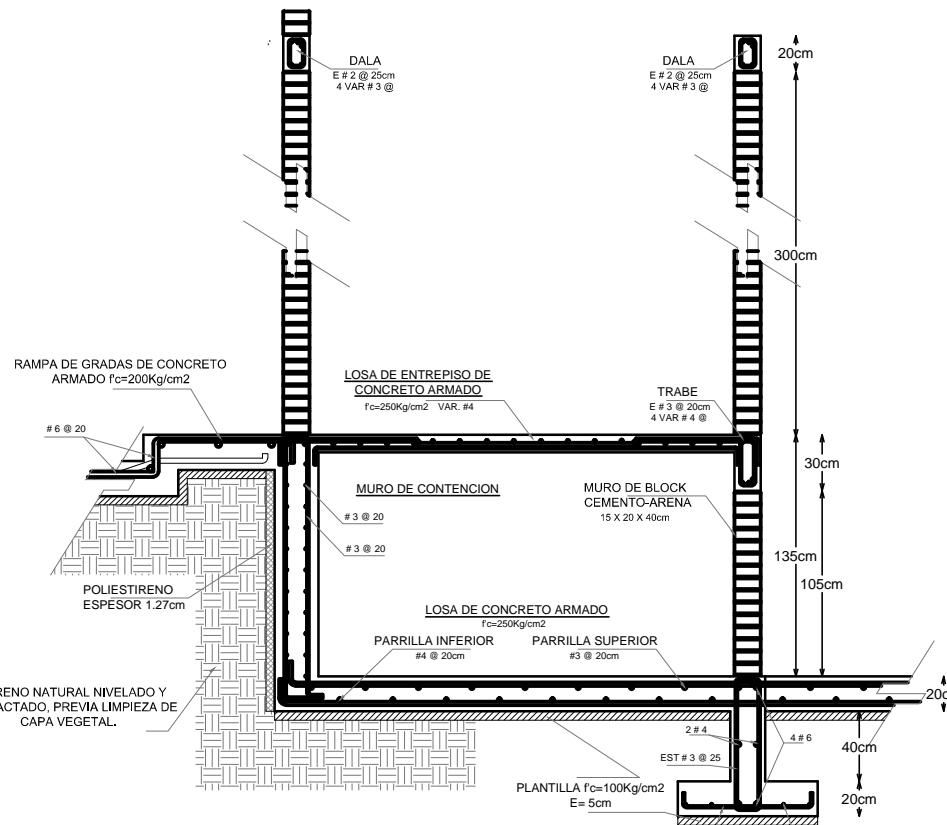 DALA
E # 2 @ 25cm
4 VAR # 3 @
DALA
E # 2 @ 25cm
4 VAR # 3 @
20cm
300cm
RAMPA DE GRADAS DE CONCRETO
ARMADO f'c=200Kg/cm2
# 6 @ 20
LOSA DE ENTREPISO DE
CONCRETO ARMADO
f'c=250Kg/cm2 VAR. #4
TRABE
E # 3 @ 20cm
4 VAR # 4 @
30cm
MURO DE CONTENCION
# 3 @ 20
# 3 @ 20
MURO DE BLOCK
CEMENTO-ARENA
15 X 20 X 40cm
135cm
105cm
POLIESTIRENO
ESPESOR 1.27cm
LOSA DE CONCRETO ARMADO
f'c=250Kg/cm2
PARRILLA INFERIOR
#4 @ 20cm
PARRILLA SUPERIOR
#3 @ 20cm
RENO NATURAL NIVELADO Y
ACTADO, PREVIA LIMPIEZA DE
CAPA VEGETAL.
20c
2 # 4
4 # 6
EST # 3 @ 25
40cm
PLANTILLA f'c=100Kg/cm2
E= 5cm
20cm